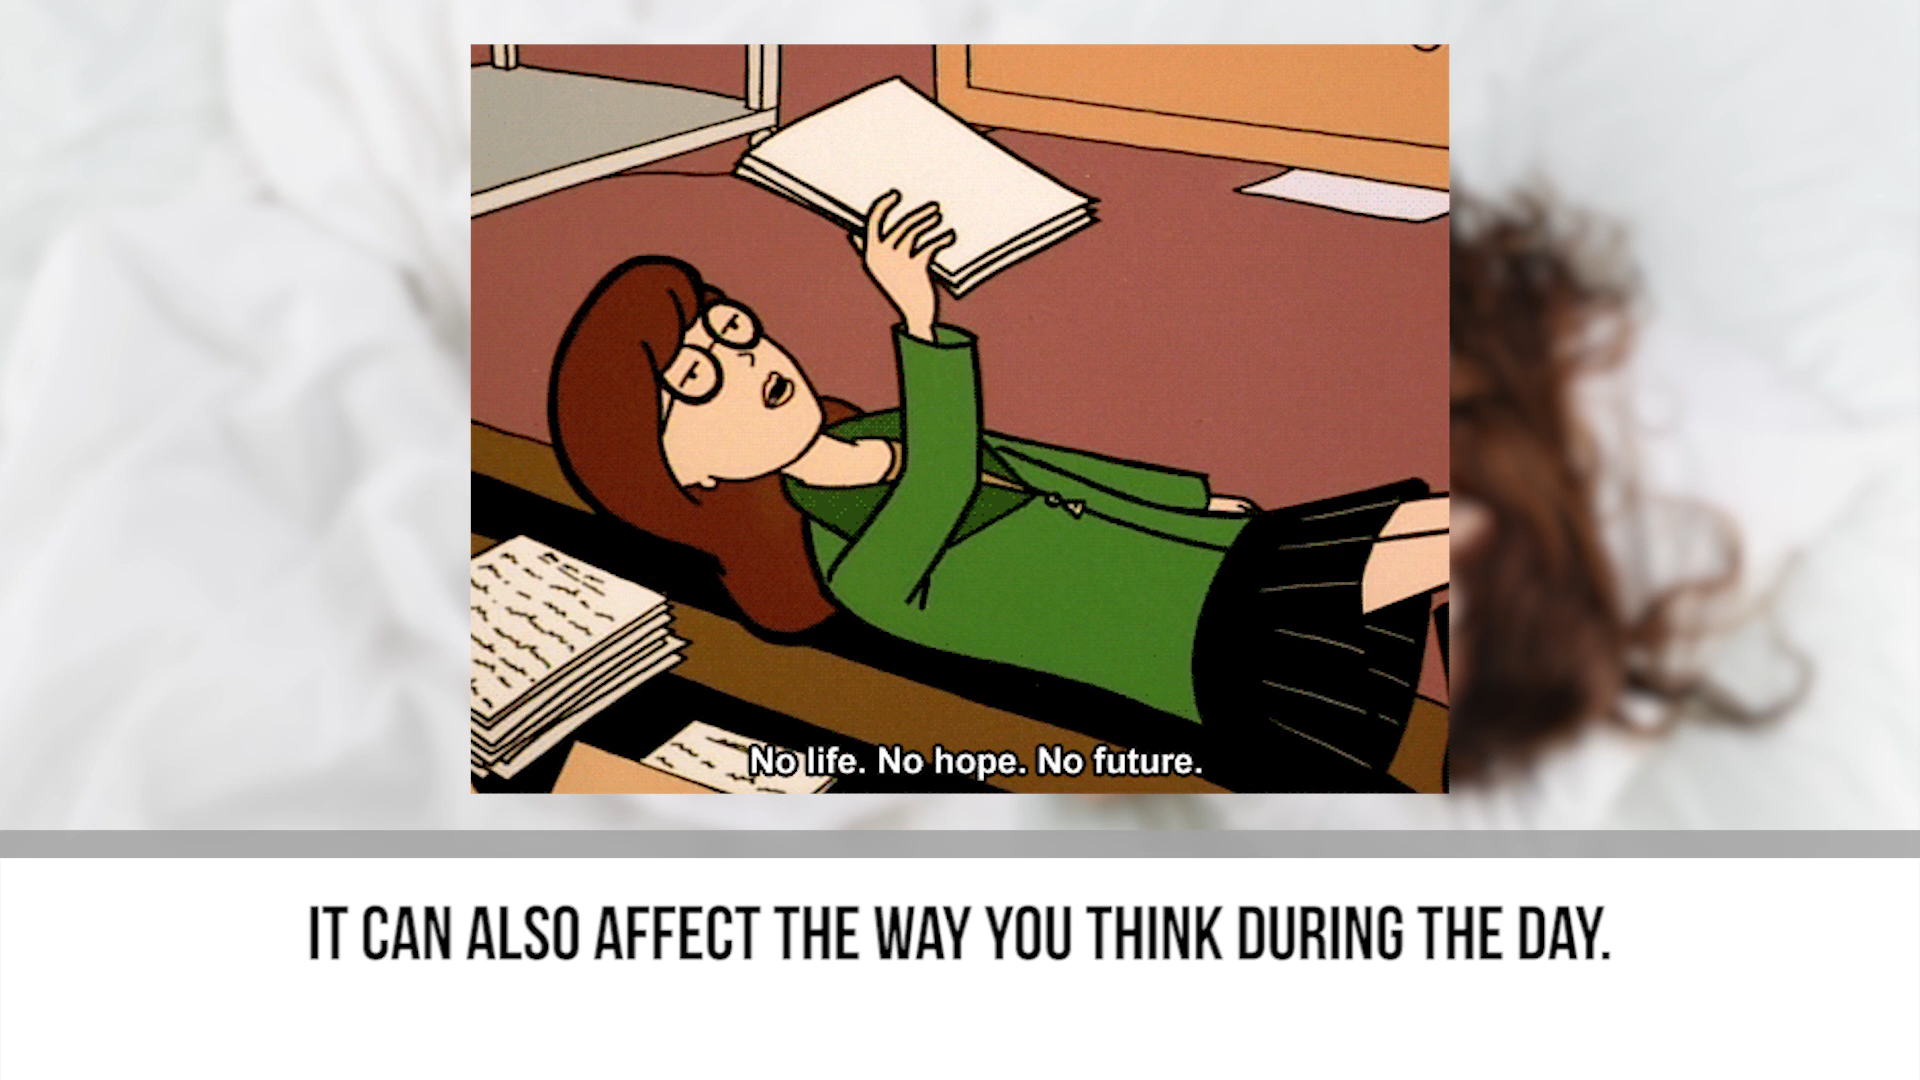 No life. No hope. No future.
IT CAN ALSO AFFECT THE WAY YOU THINK DURING THE DAY.